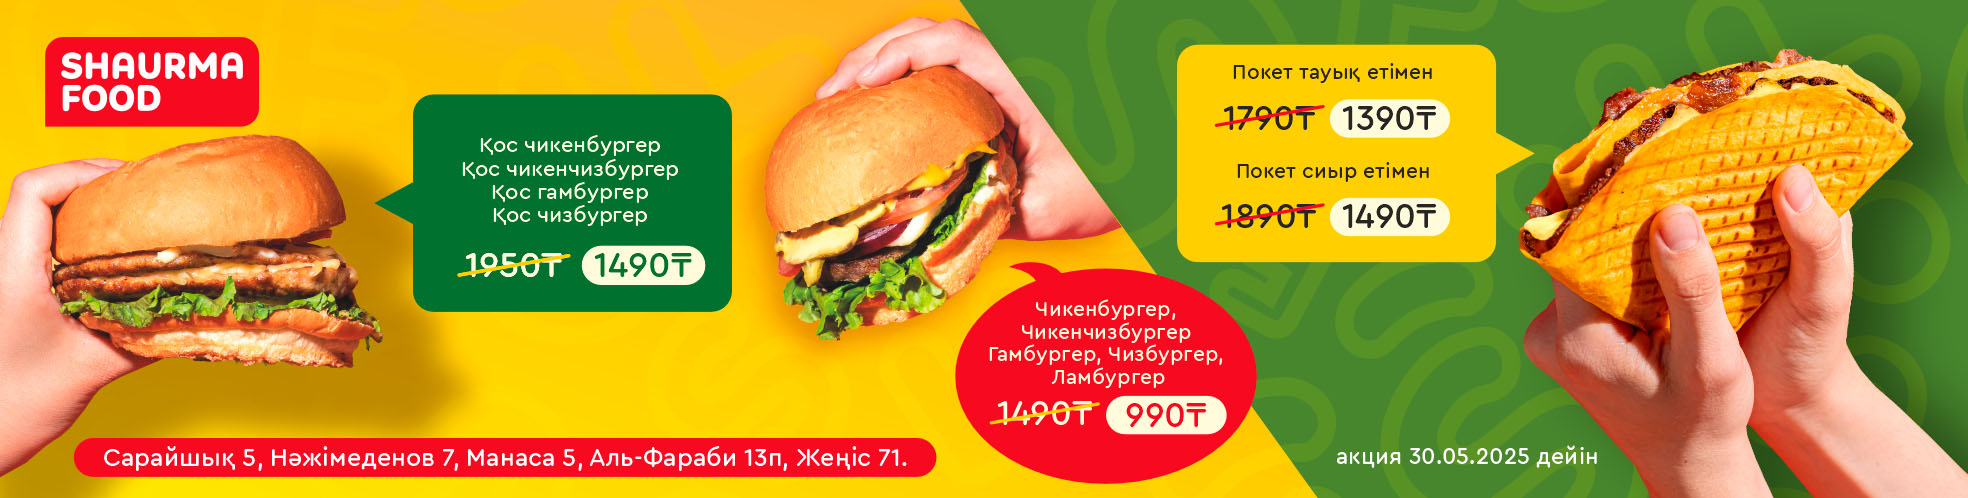 SHAURMA
FOOD
Қос чикенбургер
Қос чикенчизбургер
Қос гамбургер
Қос чизбургер
1950₸ 1490₸
Чикенбургер,
Чикенчизбургер
Гамбургер, Чизбургер,
Ламбургер
1490₸ 990₸
Покет тауық етімен
1790₸ 1390₸
Покет сиыр етімен
1890₸ 1490₸
Сарайшық 5, Нәжімеденов 7, Манаса 5, Аль-Фараби 13п, Жеңіс 71.
акция 30.05.2025 дейін